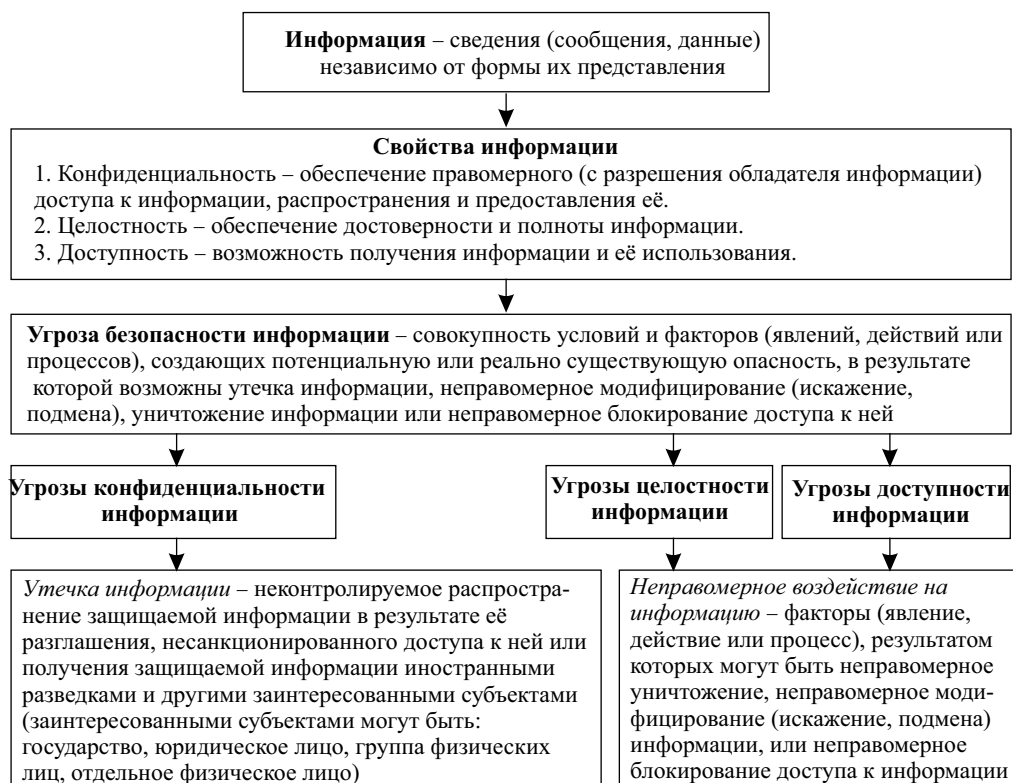 Информация – сведения (сообщения, данные)
независимо от формы их представления
Свойства информации
1. Конфиденциальность – обеспечение правомерного (с разрешения обладателя информации)
доступа к информации, распространения и предоставления её.
2. Целостность – обеспечение достоверности и полноты информации.
3. Доступность – возможность получения информации и её использования.
Угроза безопасности информации – совокупность условий и факторов (явлений, действий или
процессов), создающих потенциальную или реально существующую опасность, в результате
которой возможны утечка информации, неправомерное модифицирование (искажение,
подмена), уничтожение информации или неправомерное блокирование доступа к ней
Угрозы конфиденциальности
информации
Угрозы целостности
информации
Угрозы доступности
информации
Утечка информации – неконтролируемое распростра-
нение защищаемой информации в результате её
разглашения, несанкционированного доступа к ней или
получения защищаемой информации иностранными
разведками и другими заинтересованными субъектами
(заинтересованными субъектами могут быть:
государство, юридическое лицо, группа физических
лиц, отдельное физическое лицо)
Неправомерное воздействие на
информацию – факторы (явление,
действие или процесс), результатом
которых могут быть неправомерное
уничтожение, неправомерное моди-
фицирование (искажение, подмена)
информации, или неправомерное
блокирование доступа к информации